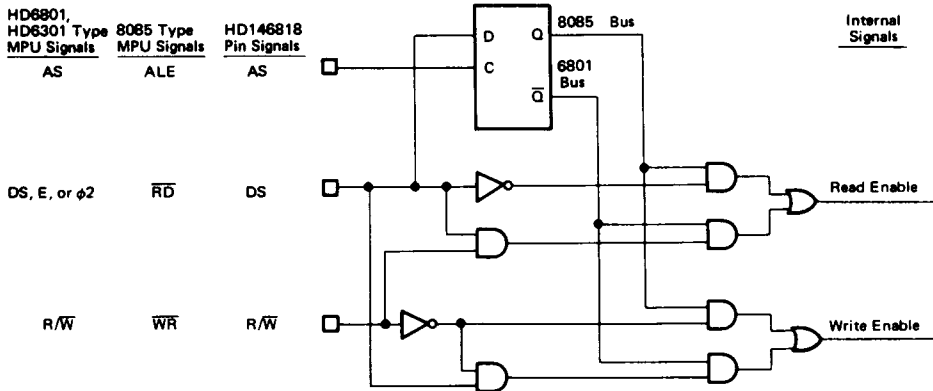 HD6801,
HD6301 Type
MPU Signals
8085 Type
MPU Signals
HD146818
Pin Signals
8085 Bus
Internal
Signals
D Q
AS ALE AS
C
6801
Bus
Q̅
DS, E, or φ2 R̅D̅ DS
Read Enable
R/W̅ W̅R̅ R/W̅
Write Enable